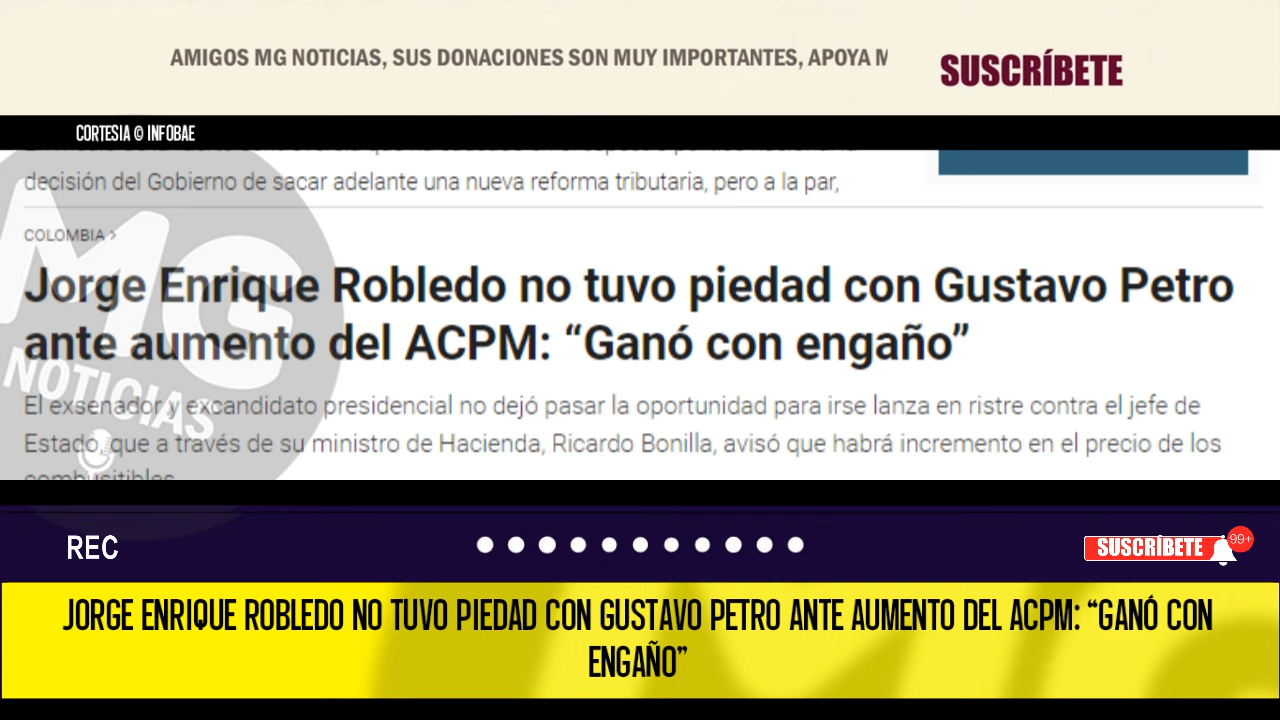 AMIGOS MG NOTICIAS, SUS DONACIONES SON MUY IMPORTANTES, APOYA M
SUSCRÍBETE
CORTESIA © INFOBAE
decisión del Gobierno de sacar adelante una nueva reforma tributaria, pero a la par,
COLOMBIA >
Jorge Enrique Robledo no tuvo piedad con Gustavo Petro
ante aumento del ACPM: “Ganó con engaño”
MG
NOTICIAS
El exsenador y excandidato presidencial no dejó pasar la oportunidad para irse lanza en ristre contra el jefe de
Estado, que a través de su ministro de Hacienda, Ricardo Bonilla, avisó que habrá incremento en el precio de los
REC
SUSCRÍBETE
99+
JORGE ENRIQUE ROBLEDO NO TUVO PIEDAD CON GUSTAVO PETRO ANTE AUMENTO DEL ACPM: “GANÓ CON
ENGAÑO”